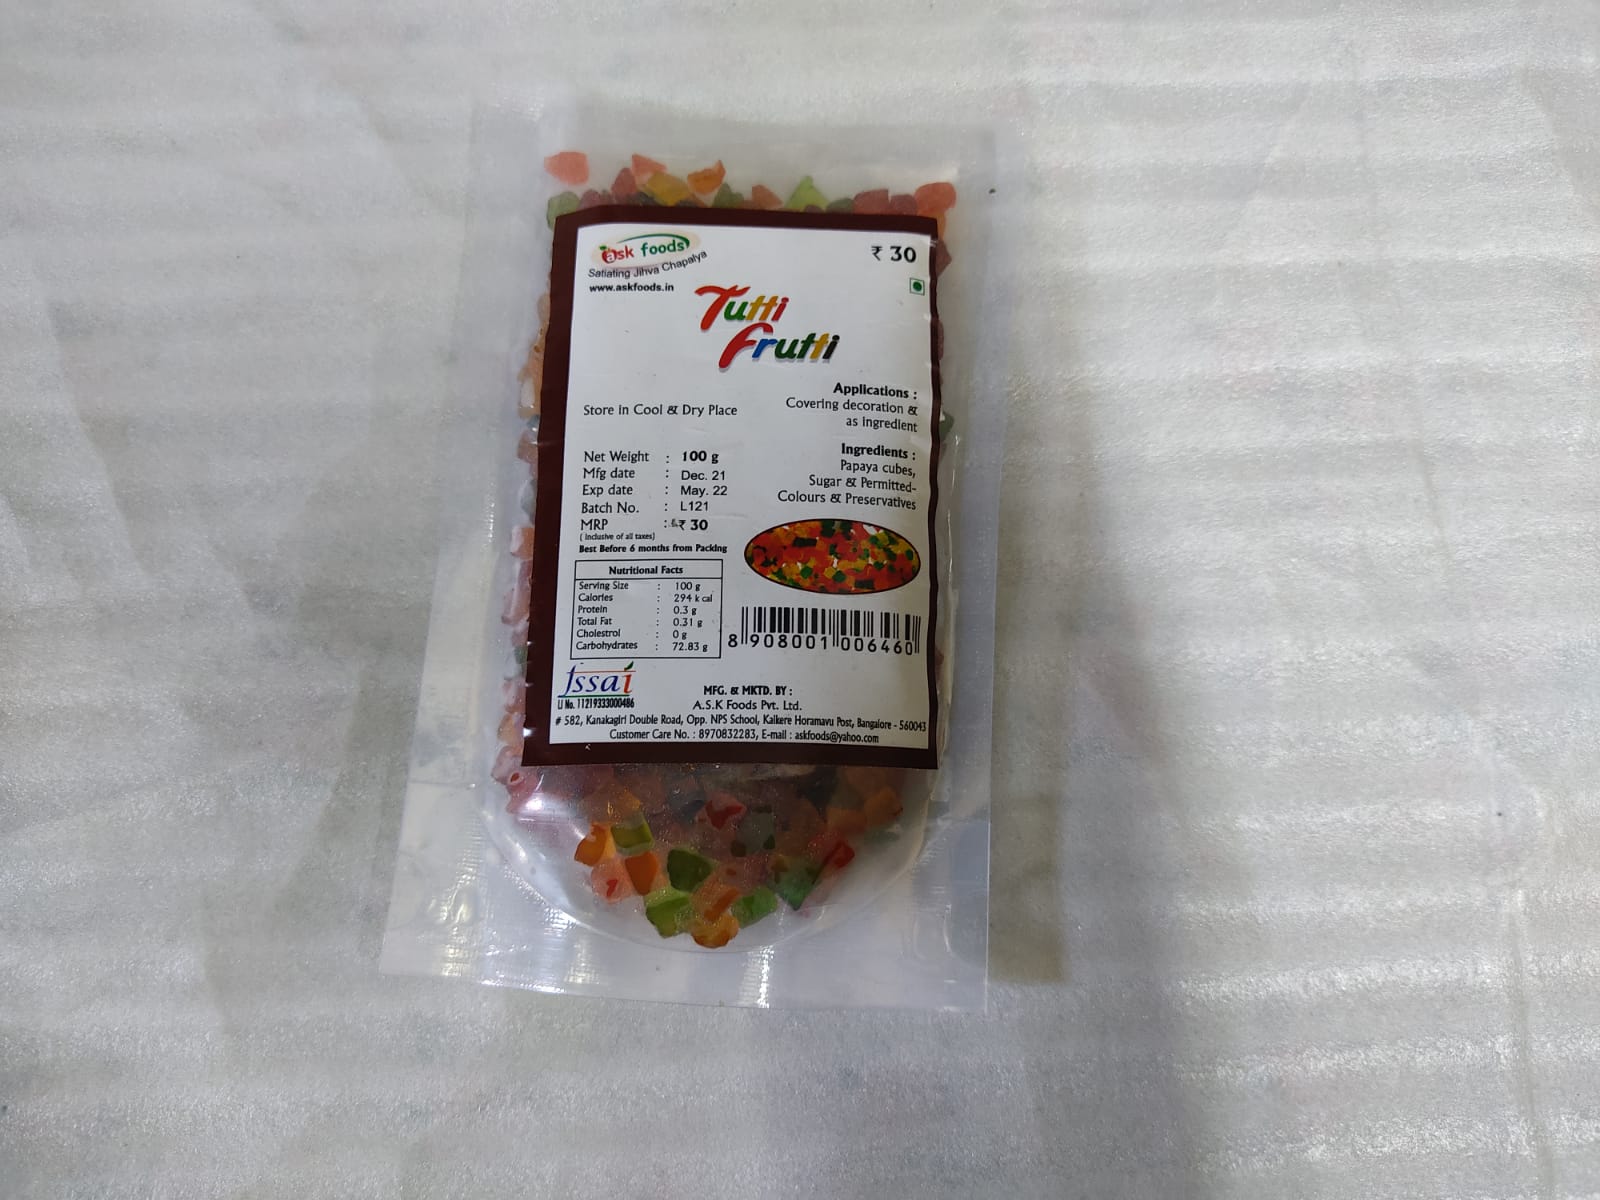 ask foods
Satiating Jihva Chapalya
www.askfoods.in
₹ 30
Tutti
Frutti
Applications :
Covering decoration &
as ingredient
Store in Cool & Dry Place
Ingredients :
Papaya cubes,
Sugar & Permitted-
Colours & Preservatives
Net Weight : 100 g
Mfg date : Dec. 21
Exp date : May. 22
Batch No. : L121
MRP : ₹ 30
( Inclusive of all taxes)
Best Before 6 months from Packing
Nutritional Facts
Serving Size : 100 g
Calories : 294 k cal
Protein : 0.3 g
Total Fat : 0.31 g
Cholestrol : 0 g
Carbohydrates : 72.83 g
8 908001 006460
fssai
Li No. 11219333000486
MFG. & MKTD. BY :
A.S.K Foods Pvt. Ltd.
# 582, Kanakagiri Double Road, Opp. NPS School, Kalkere Horamavu Post, Bangalore - 560043
Customer Care No. : 8970832283, E-mail : askfoods@yahoo.com